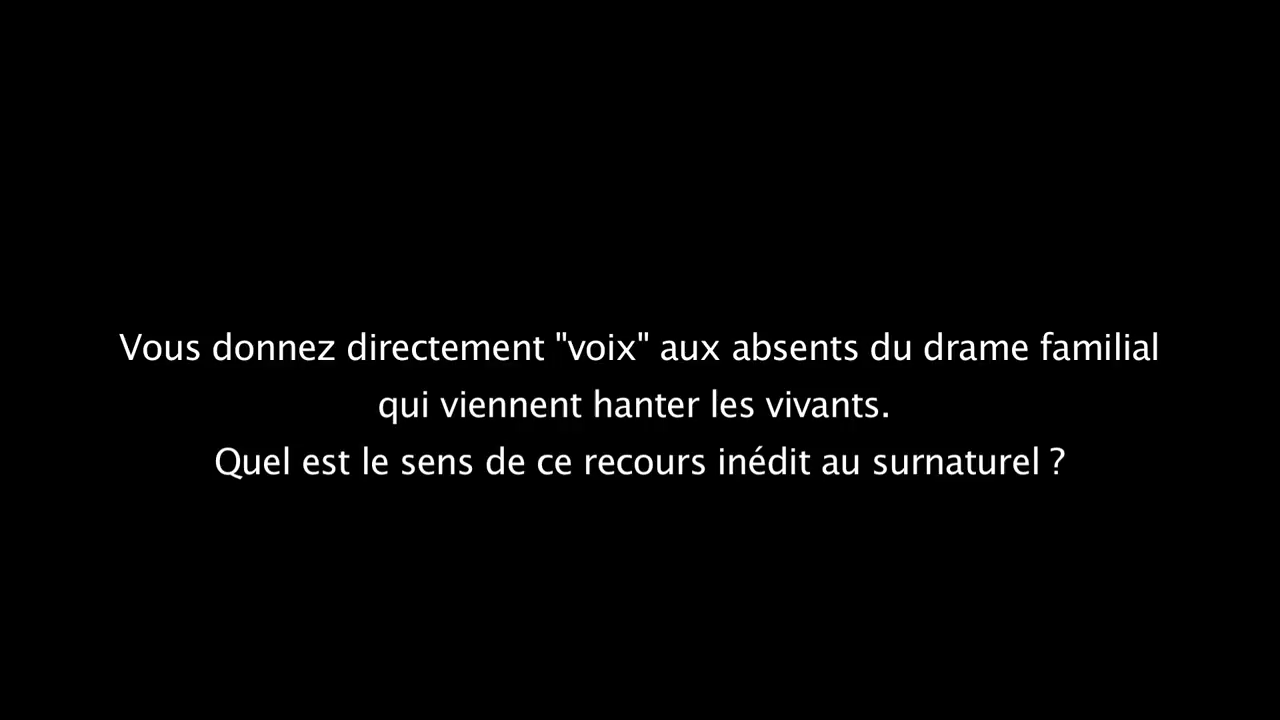 Vous donnez directement "voix" aux absents du drame familial
qui viennent hanter les vivants.
Quel est le sens de ce recours inédit au surnaturel ?